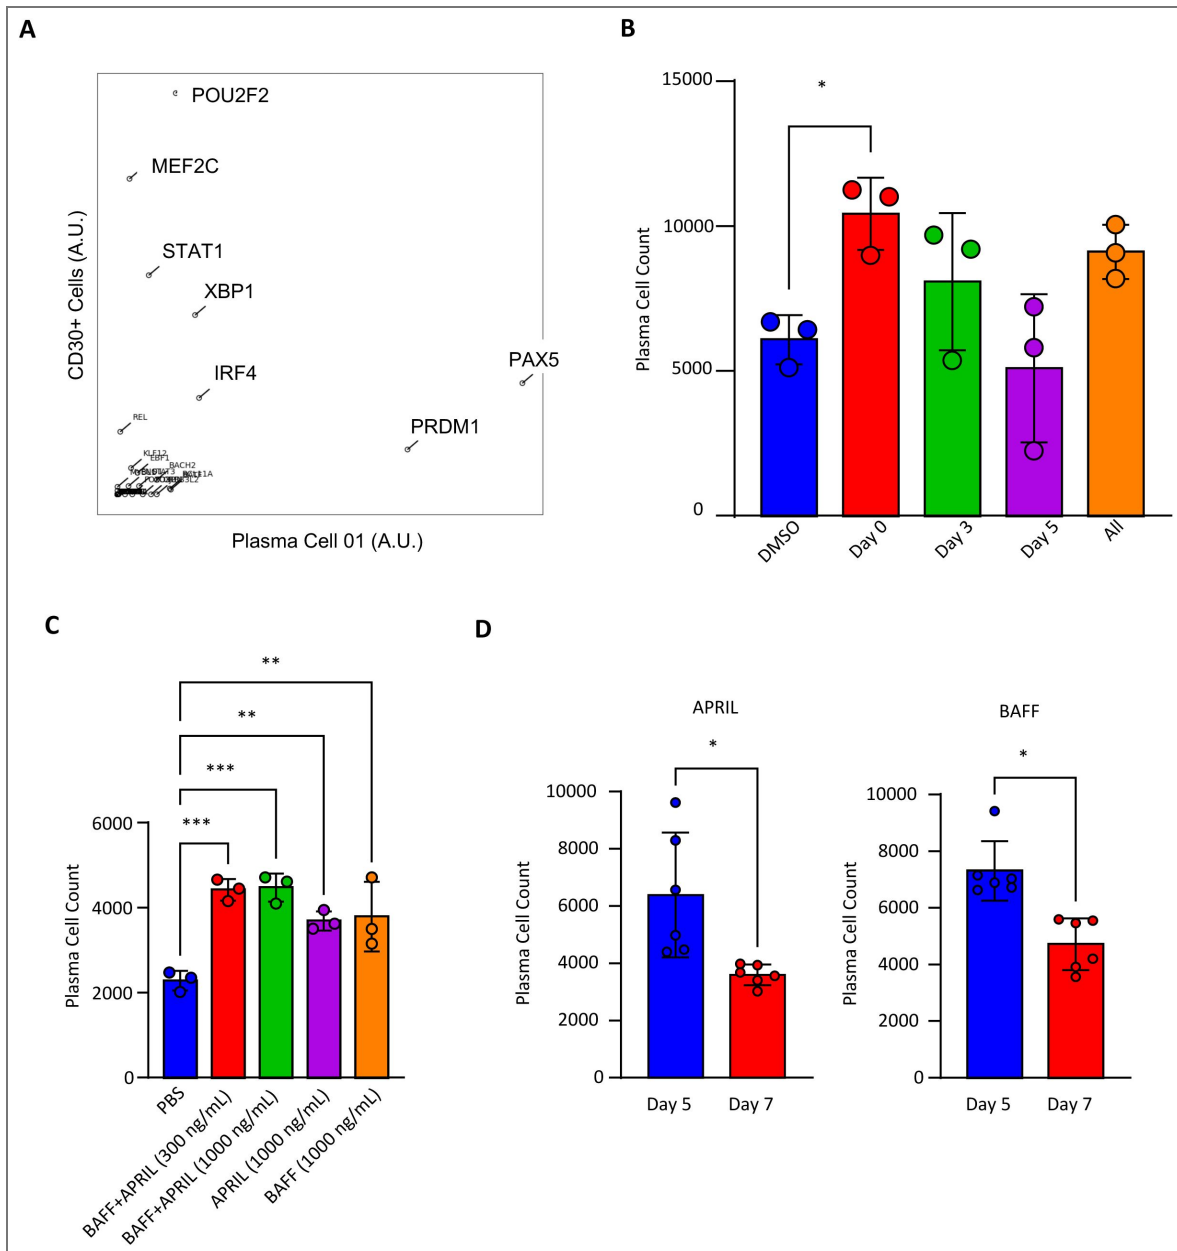 A
POU2F2
MEF2C
STAT1
XBP1
IRF4
PAX5
PRDM1
REL
KLF12
EBF1
BACH2
CD30+ Cells (A.U.)
Plasma Cell 01 (A.U.)
B
*
15000
10000
5000
0
Plasma Cell Count
DMSO
Day 0
Day 3
Day 5
All
C
**
**
***
***
6000
4000
2000
0
Plasma Cell Count
PBS
BAFF+APRIL (300 ng/mL)
BAFF+APRIL (1000 ng/mL)
APRIL (1000 ng/mL)
BAFF (1000 ng/mL)
D
APRIL
*
10000
8000
6000
4000
2000
0
Plasma Cell Count
Day 5
Day 7
BAFF
*
10000
8000
6000
4000
2000
0
Plasma Cell Count
Day 5
Day 7